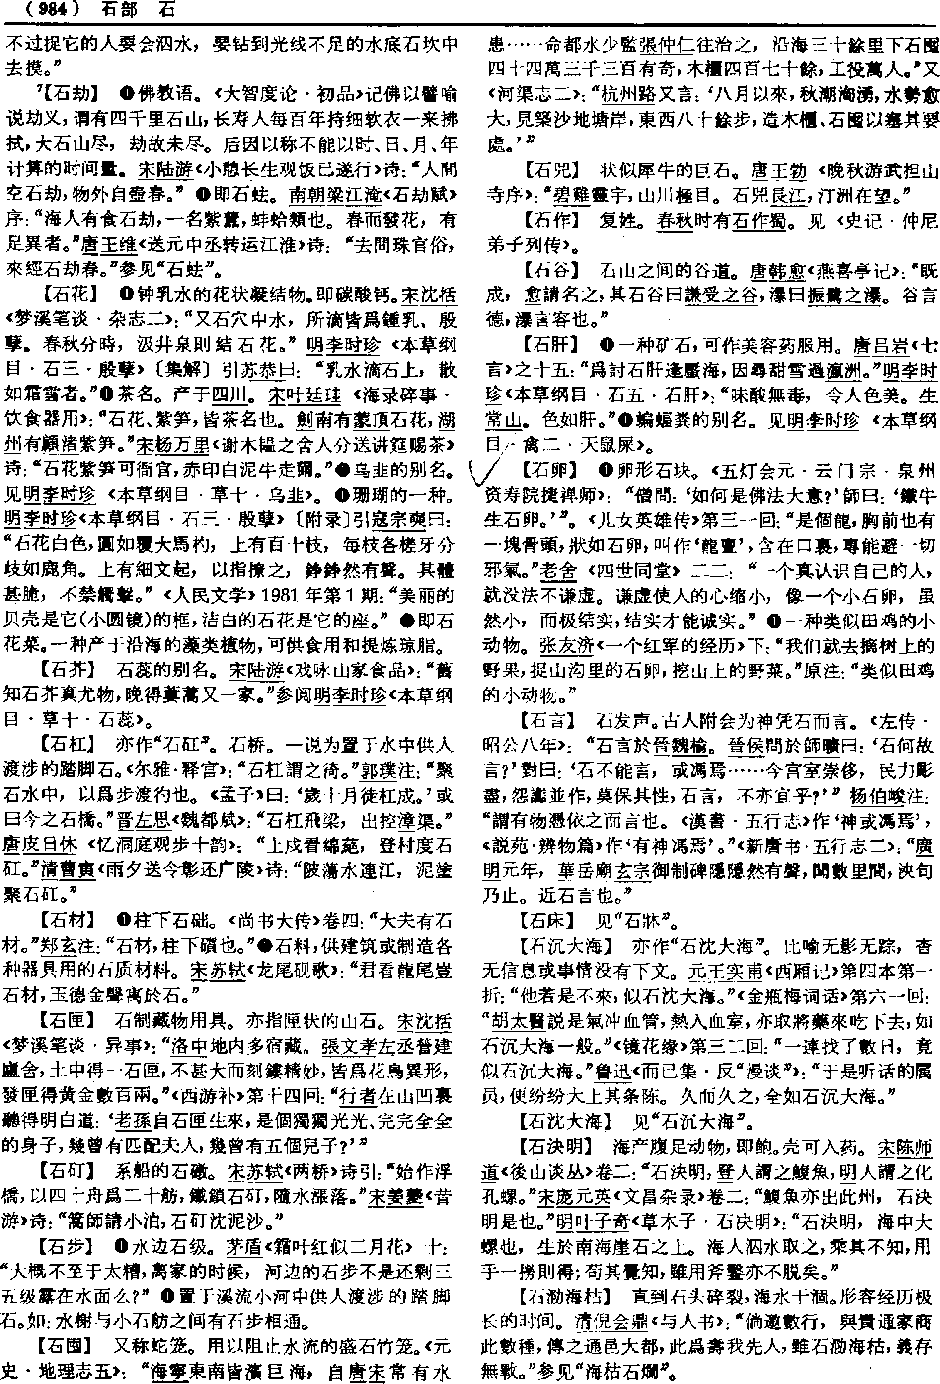 （984） 石部 石
不过捉它的人要会泅水，要钻到光线不足的水底石坎中
去摸。”
【石劫】 ❶佛教语。《大智度论·初品》记佛以譬喻
说劫义，谓有四千里石山，长寿人每百年持细软衣一来拂
拭，大石山尽，劫故未尽。后因以称不能以时、日、月、年
计算的时间量。宋陆游《小憩长生观饭已遂行》诗：“人間
空石劫，物外自壺春。” ❷即石蜐。南朝梁江淹《石劫賦》
序：“海人有食石劫，一名紫𧉧，蚌蛤類也。春而發花，有
足異者。”唐王维《送元中丞转运江淮》诗：“去問珠官俗，
來經石劫春。”参见“石蜐”。
【石花】 ❶钟乳水的花状凝结物。即碳酸钙。宋沈括
《梦溪笔谈·杂志二》：“又石穴中水，所滴皆爲鍾乳、殷
孽。春秋分時，汲井泉則結石花。”明李时珍《本草纲
目·石三·殷孽》〔集解〕引苏恭曰：“乳水滴石上，散
如霜雪者。”❷茶名。产于四川。宋叶廷珪《海录碎事·
饮食器用》：“石花、紫笋，皆茶名也。劍南有蒙頂石花，湖
州有顧渚紫笋。”宋杨万里《谢木韫之舍人分送讲筵赐茶》
诗：“石花紫笋可衙官，赤印白泥牛走爾。”❸乌韭的别名。
见明李时珍《本草纲目·草十·乌韭》。❹珊瑚的一种。
明李时珍《本草纲目·石三·殷孽》〔附录〕引寇宗奭曰：
“石花白色，圓如覆大馬杓，上有百十枝，每枝各槎牙分
歧如鹿角。上有細文起，以指撩之，錚錚然有聲。其體
甚脆，不禁觸擊。”《人民文学》1981年第1期：“美丽的
贝壳是它（小圆镜）的框，洁白的石花是它的座。” ❺即石
花菜。一种产于沿海的藻类植物，可供食用和提炼琼脂。
【石芥】 石蕊的别名。宋陆游《戏咏山家食品》：“舊
知石芥真尤物，晚得蔞蒿又一家。”参阅明李时珍《本草纲
目·草十·石蕊》。
【石杠】 亦作“石矼”。石桥。一说为置于水中供人
渡涉的踏脚石。《尔雅·释宫》：“石杠謂之徛。”郭璞注：“聚
石水中，以爲步渡彴也。《孟子》曰：‘歲十月徒杠成。’或
曰今之石橋。”晋左思《魏都赋》：“石杠飛梁，出控漳渠。”
唐皮日休《忆洞庭观步十韵》：“上戍看綿蕝，登村度石
矼。”清曹寅《雨夕送令彰还广陵》诗：“陂蕩水連江，泥塗
聚石矼。”
【石材】 ❶柱下石础。《尚书大传》卷四：“大夫有石
材。”郑玄注：“石材，柱下礩也。”❷石料，供建筑或制造各
种器具用的石质材料。宋苏轼《龙尾砚歌》：“君看龍尾豈
石材，玉德金聲寓於石。”
【石匣】 石制藏物用具。亦指匣状的山石。宋沈括
《梦溪笔谈·异事》：“洛中地内多宿藏。張文孝左丞晉建
廬舍，土中得一石匣，不甚大而刻鏤精妙，皆爲花鳥異形，
發匣得黄金數百兩。”《西游补》第十四回：“行者在山凹裏
聽得明白道：‘老孫自石匣生來，是個獨獨光光、完完全全
的身子，幾曾有匹配夫人，幾曾有五個兒子？’”
【石矴】 系船的石礅。宋苏轼《两桥》诗引：“始作浮
橋，以四十舟爲二十舫，鐵鎖石矴，隨水漲落。”宋姜夔《昔
游》诗：“篙師請小泊，石矴沈泥沙。”
【石步】 ❶水边石级。茅盾《霜叶红似二月花》十：
“大概不至于太糟，离家的时候，河边的石步不是还剩三
五级露在水面么？” ❷置于溪流小河中供人渡涉的踏脚
石。如：水榭与小石舫之间有石步相通。
【石囤】 又称蛇笼。用以阻止水流的盛石竹笼。《元
史·地理志五》：“海寧東南皆濱巨海，自唐宋常有水
患……命都水少監張仲仁往治之，沿海三十餘里下石囤
四十四萬三千三百有奇，木櫃四百七十餘，工役萬人。”又
《河渠志二》：“杭州路又言：‘八月以來，秋潮洶湧，水勢愈
大，見築沙地塘岸，東西八十餘步，造木櫃、石囤以塞其要
處。’”
【石兕】 状似犀牛的巨石。唐王勃《晚秋游武担山
寺序》：“碧雞靈宇，山川極目。石兕長江，汀洲在望。”
【石作】 复姓。春秋时有石作蜀。见《史记·仲尼
弟子列传》。
【石谷】 石山之间的谷道。唐韩愈《燕喜亭记》：“既
成，愈請名之，其石谷曰謙受之谷，瀑曰振鷺之瀑。谷言
德，瀑言容也。”
【石肝】 ❶一种矿石，可作美容药服用。唐吕岩《七
言》之十五：“爲討石肝逢蜃海，因尋甜雪過瀛洲。”明李时
珍《本草纲目·石五·石肝》：“味酸無毒，令人色美。生
常山。色如肝。”❷蝙蝠粪的别名。见明李时珍《本草纲
目·禽二·天鼠屎》。
【石卵】 ❶卵形石块。《五灯会元·云门宗·泉州
資寿院捷禅师》：“僧問：‘如何是佛法大意？’師曰：‘鐵牛
生石卵。’”。《儿女英雄传》第三一回：“是個龍，胸前也有
一塊骨頭，狀如石卵，叫作‘龍𧖅’，含在口裏，專能避一切
邪氣。”老舍《四世同堂》二二：“一个真认识自己的人，
就没法不谦虚。谦虚使人的心缩小，像一个小石卵，虽
然小，而极结实，结实才能诚实。” ❷一种类似田鸡的小
动物。张友济《一个红军的经历》下：“我们就去摘树上的
野果，捉山沟里的石卵，挖山上的野菜。”原注：“类似田鸡
的小动物。”
【石言】 石发声。古人附会为神凭石而言。《左传·
昭公八年》：“石言於晉魏榆。晉侯問於師曠曰：‘石何故
言？’對曰：‘石不能言，或馮焉……今宫室崇侈，民力彫
盡，怨讟並作，莫保其性，石言，不亦宜乎？’” 杨伯峻注：
“謂有物憑依之而言也。《漢書·五行志》作‘神或馮焉’，
《説苑·辨物篇》作‘有神馮焉’。”《新唐书·五行志二》：“廣
明元年，華岳廟玄宗御制碑隱隱然有聲，聞數里間，浹旬
乃止。近石言也。”
【石床】 见“石牀”。
【石沉大海】 亦作“石沈大海”。比喻无影无踪，杳
无信息或事情没有下文。元王实甫《西厢记》第四本第一
折：“他若是不來，似石沈大海。”《金瓶梅词话》第六一回：
“胡太醫説是氣冲血管，熱入血室，亦取將藥來吃下去，如
石沉大海一般。”《镜花缘》第三二回：“一連找了數日，竟
似石沉大海。”鲁迅《而已集·反“漫谈”》：“于是听话的属
员，便纷纷大上其条陈。久而久之，全如石沉大海。”
【石沈大海】 见“石沉大海”。
【石決明】 海产腹足动物，即鲍。壳可入药。宋陈师
道《後山谈丛》卷二：“石決明，登人謂之鰒魚，明人謂之化
孔螺。”宋庞元英《文昌杂录》卷二：“鰒魚亦出此州，石決
明是也。”明叶子奇《草木子·石决明》：“石決明，海中大
螺也，生於南海崖石之上。海人泅水取之，乘其不知，用
手一撈則得；苟其覺知，雖用斧鑿亦不脱矣。”
【石泐海枯】 直到石头碎裂，海水干涸。形容经历极
长的时间。清倪会鼎《与人书》：“倘邀數行，與貴通家商
此數種，傳之通邑大都，此爲壽我先人，雖石泐海枯，義存
無斁。”参见“海枯石爛”。